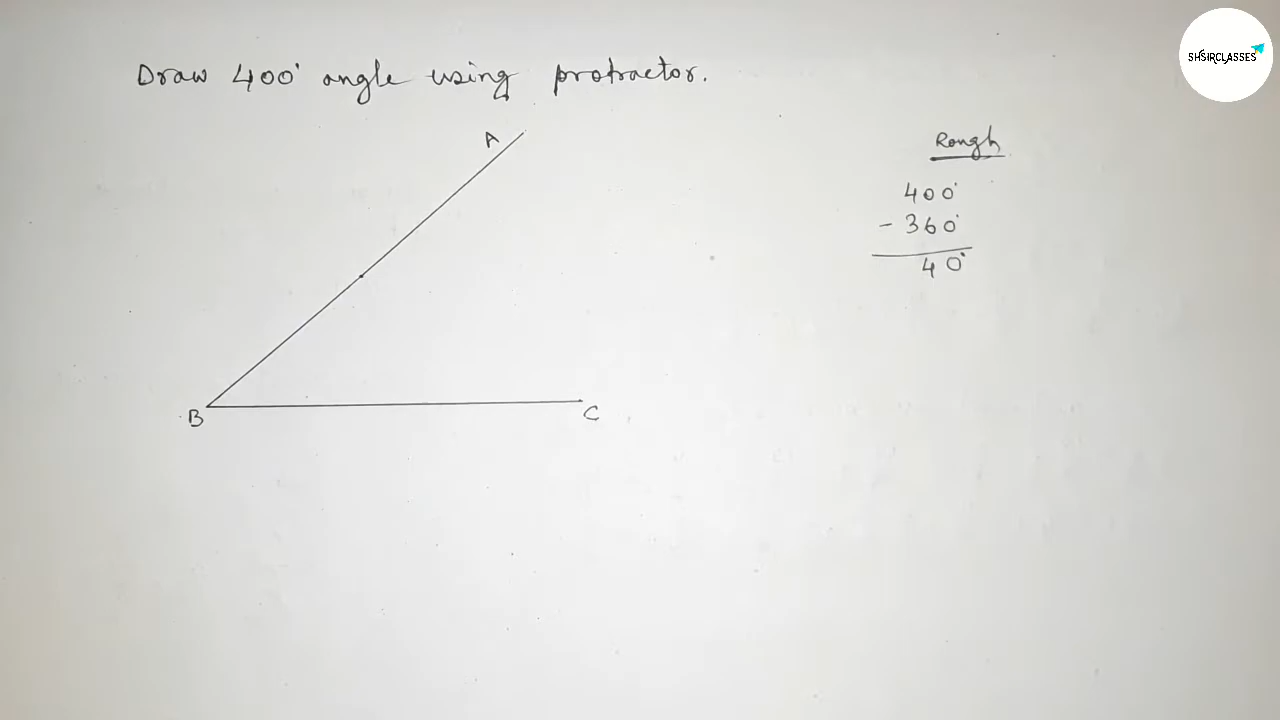 Draw 400° angle using protractor.
SHSIRCLASSES
A
B
C
Rough
400°
- 360°
40°